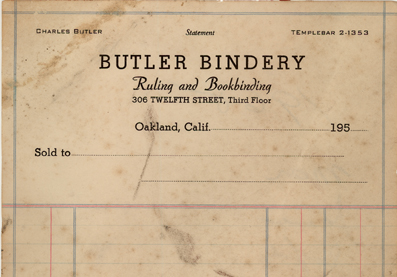 CHARLES BUTLER Statement TEMPLEBAR 2-1353
BUTLER BINDERY
Ruling and Bookbinding
306 TWELFTH STREET, Third Floor
Oakland, Calif. 195
Sold to